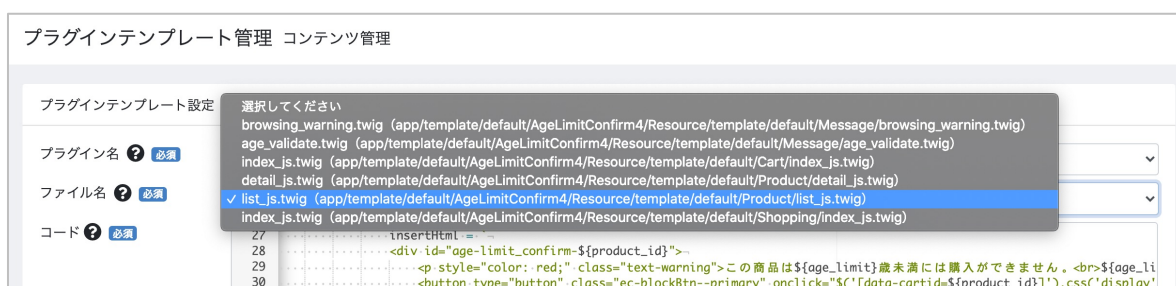 プラグインテンプレート管理 コンテンツ管理
プラグインテンプレート設定
選択してください
browsing_warning.twig（app/template/default/AgeLimitConfirm4/Resource/template/default/Message/browsing_warning.twig）
age_validate.twig（app/template/default/AgeLimitConfirm4/Resource/template/default/Message/age_validate.twig）
プラグイン名 ? 必須
index_js.twig（app/template/default/AgeLimitConfirm4/Resource/template/default/Cart/index_js.twig）
detail_js.twig（app/template/default/AgeLimitConfirm4/Resource/template/default/Product/detail_js.twig）
ファイル名 ? 必須
✓ list_js.twig（app/template/default/AgeLimitConfirm4/Resource/template/default/Product/list_js.twig）
index_js.twig（app/template/default/AgeLimitConfirm4/Resource/template/default/Shopping/index_js.twig）
コード ? 必須
27 insertHtml = `
28 <div id="age-limit_confirm-${product_id}">
29 <p style="color: red;" class="text-warning">この商品は${age_limit}歳未満には購入ができません。<br>${age_li
30 <button type="button" class="ec-blockBtn--primary" onclick="$('[data-cartid=${product_id}]').css('display'